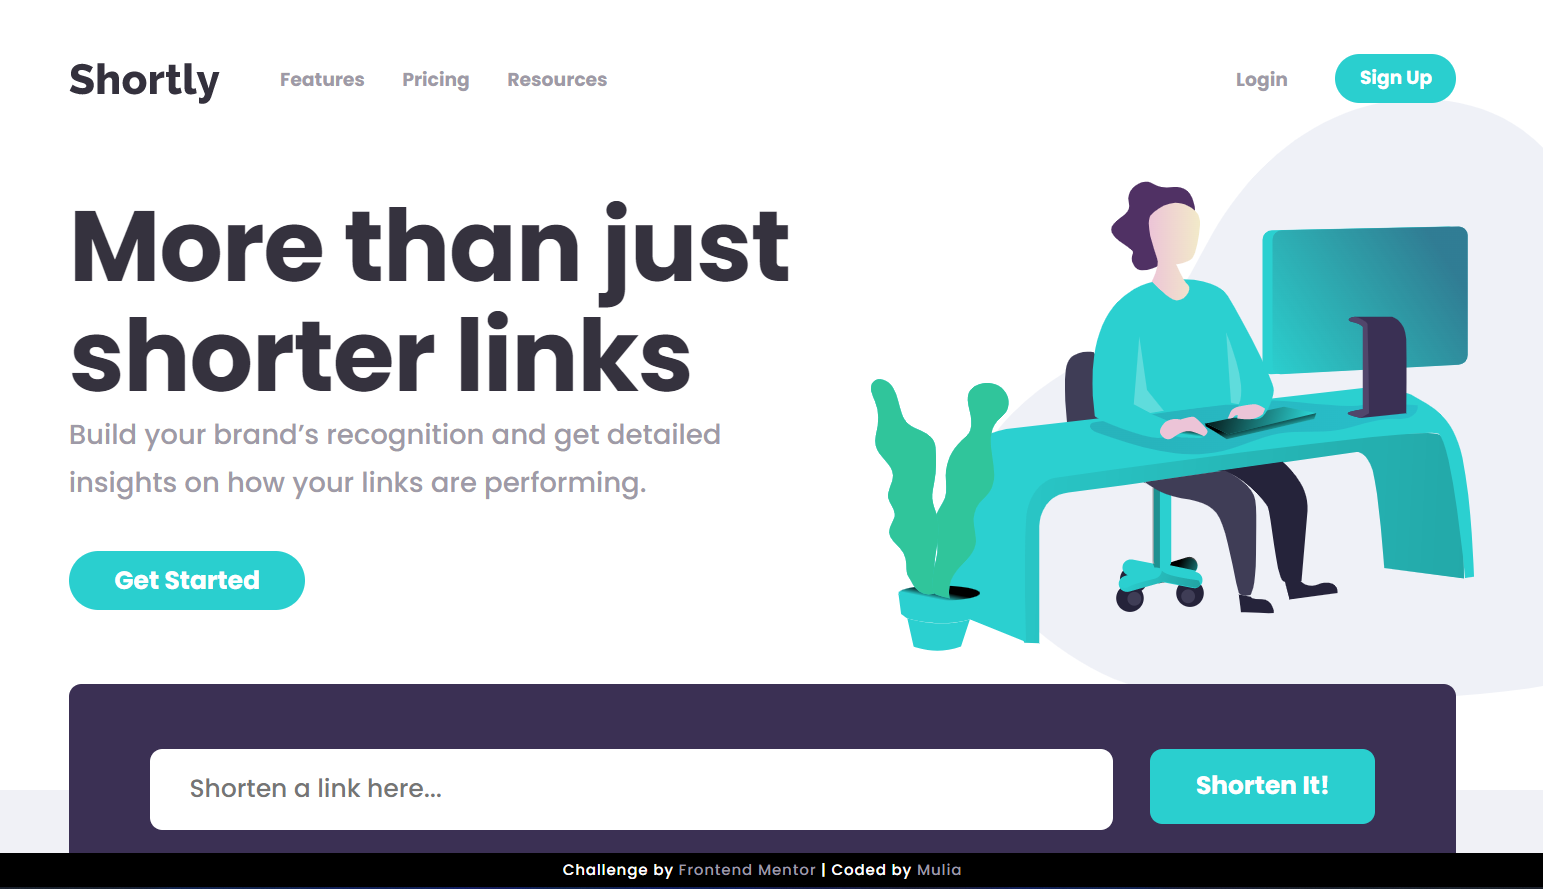 Shortly Features Pricing Resources Login Sign Up
More than just
shorter links
Build your brand’s recognition and get detailed
insights on how your links are performing.
Get Started
Shorten a link here... Shorten It!
Challenge by Frontend Mentor | Coded by Mulia